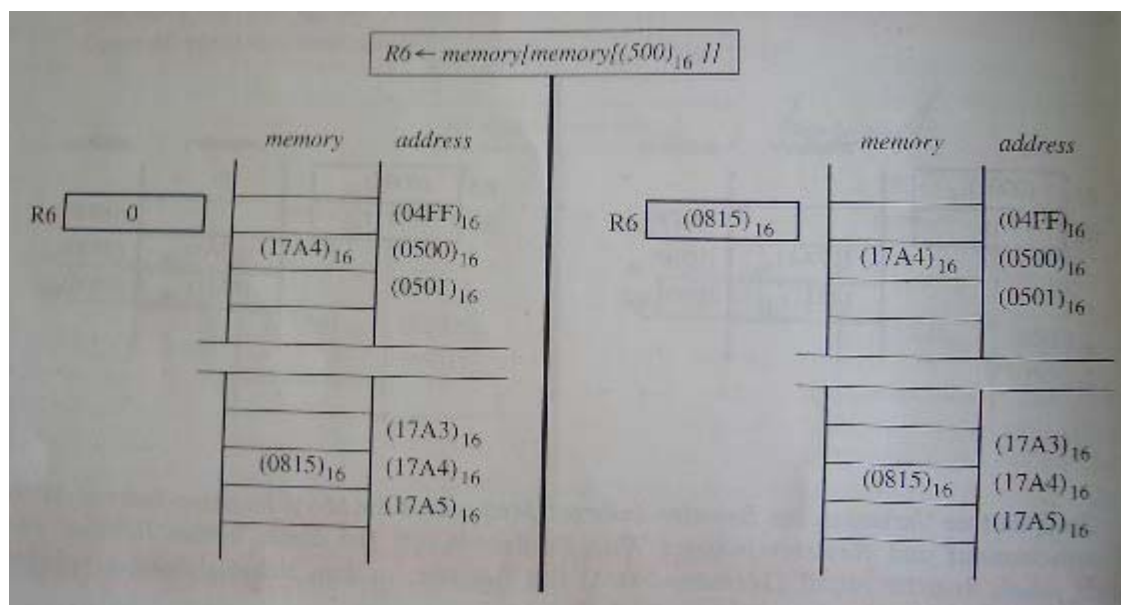 R6 ← memory[memory[(500)16 ]]
memory address
R6 0
(04FF)16
(17A4)16 (0500)16
(0501)16
(17A3)16
(0815)16 (17A4)16
(17A5)16
memory address
R6 (0815)16
(04FF)16
(17A4)16 (0500)16
(0501)16
(17A3)16
(0815)16 (17A4)16
(17A5)16